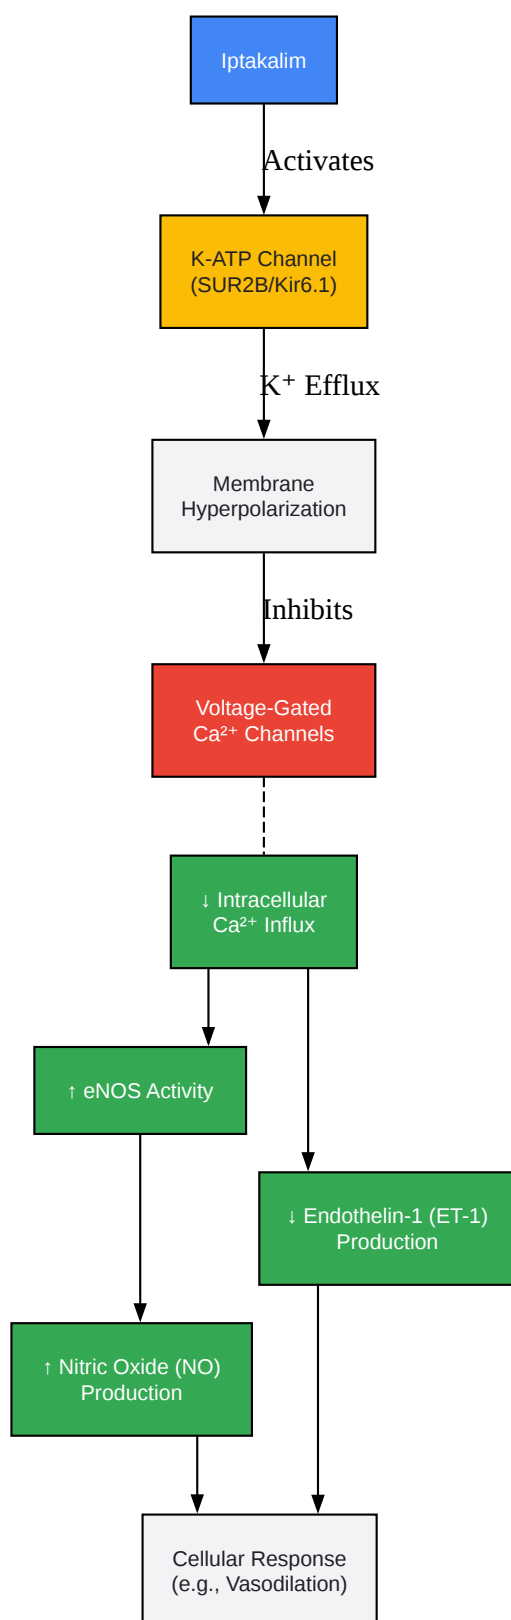 Iptakalim
Activates
K-ATP Channel
(SUR2B/Kir6.1)
K⁺ Efflux
Membrane
Hyperpolarization
Inhibits
Voltage-Gated
Ca²⁺ Channels
↓ Intracellular
Ca²⁺ Influx
↑ eNOS Activity
↓ Endothelin-1 (ET-1)
Production
↑ Nitric Oxide (NO)
Production
Cellular Response
(e.g., Vasodilation)